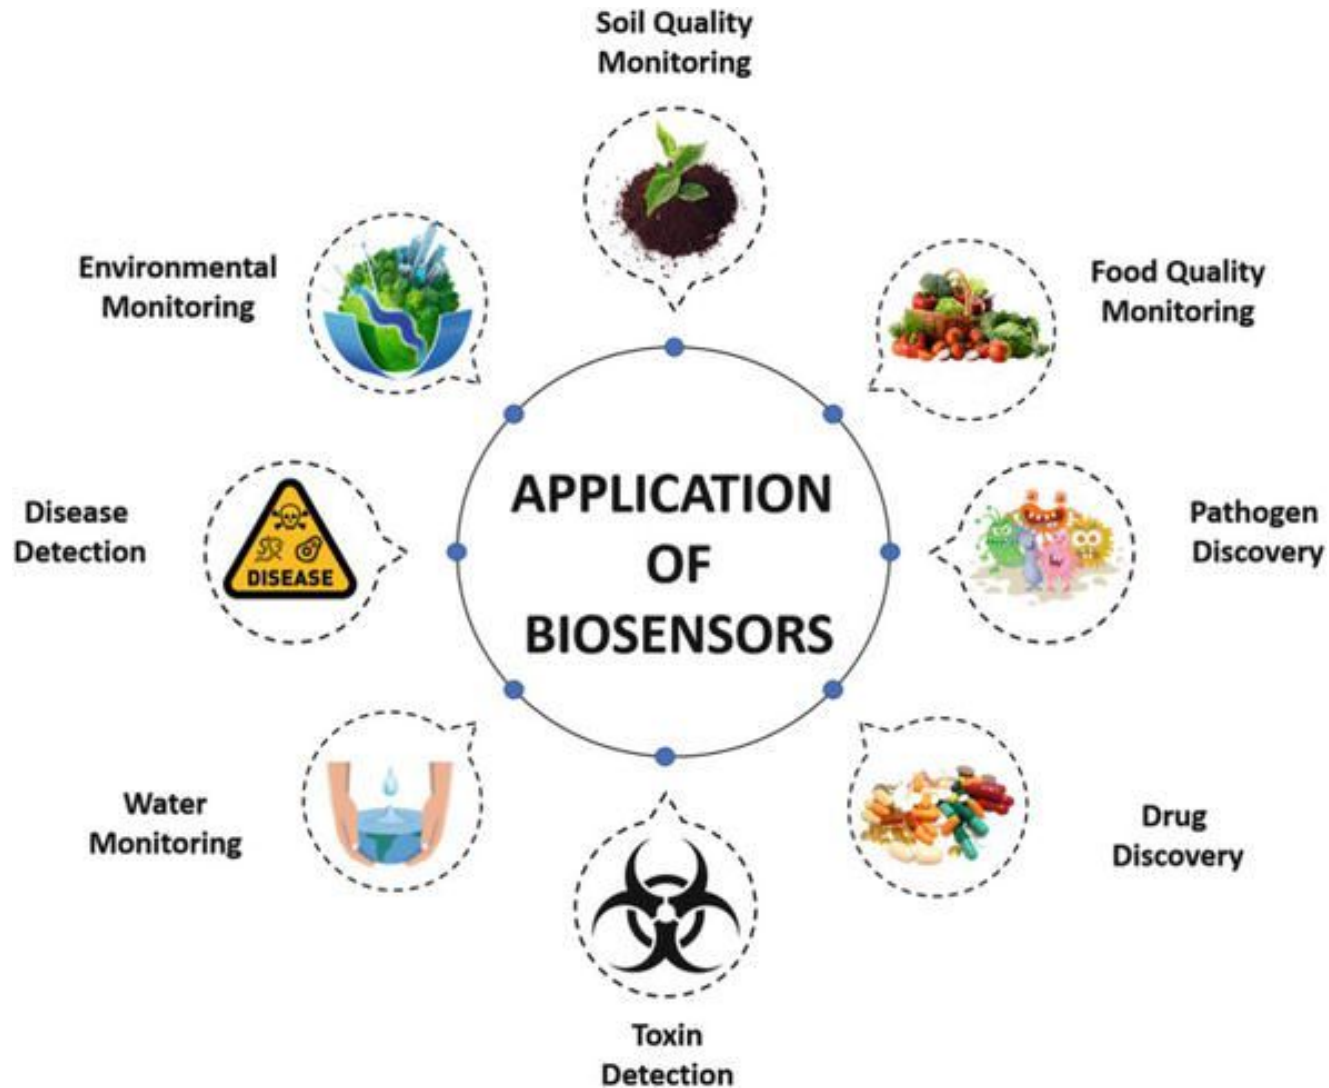 Soil Quality
Monitoring
Environmental
Monitoring
Food Quality
Monitoring
Disease
Detection
DISEASE
APPLICATION
OF
BIOSENSORS
Pathogen
Discovery
Water
Monitoring
Drug
Discovery
Toxin
Detection